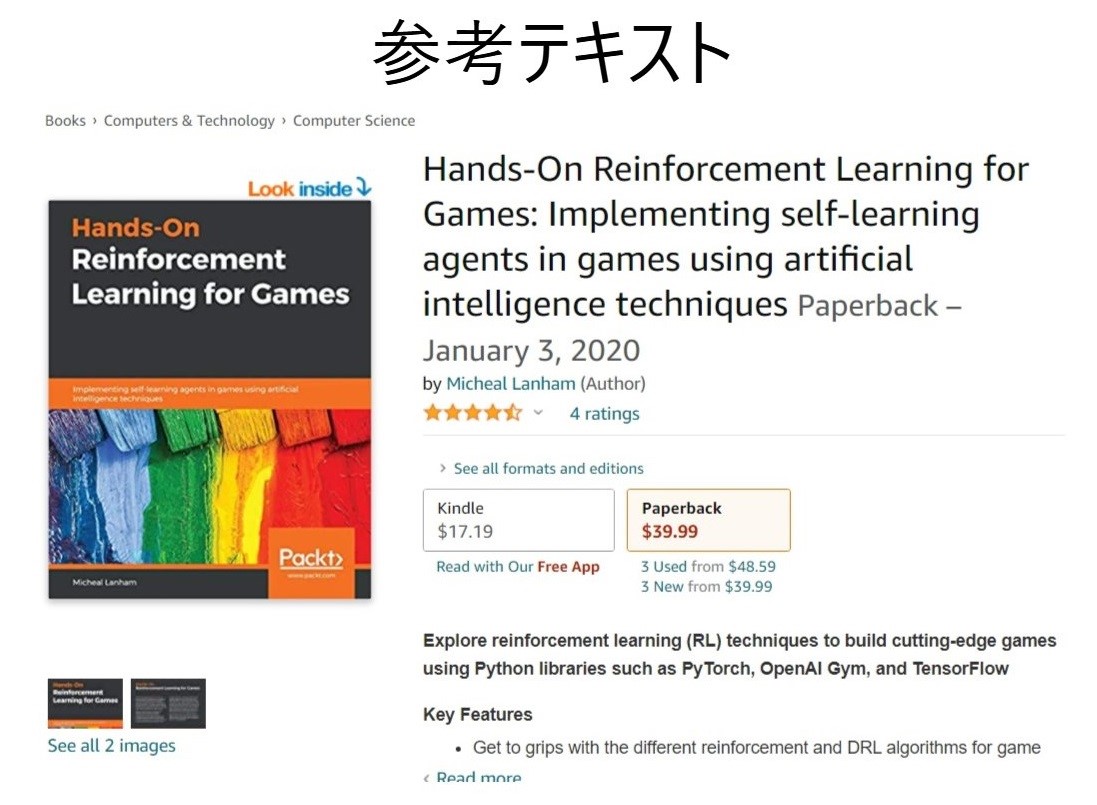 参考テキスト
Books › Computers & Technology › Computer Science
Look inside
Hands-On
Reinforcement
Learning for Games
Implementing self-learning agents in games using artificial
intelligence techniques
Packt>
www.packt.com
Micheal Lanham
Hands-On
Reinforcement
Learning for Games
See all 2 images
Hands-On Reinforcement Learning for
Games: Implementing self-learning
agents in games using artificial
intelligence techniques Paperback –
January 3, 2020
by Micheal Lanham (Author)
4 ratings
› See all formats and editions
Kindle
$17.19
Paperback
$39.99
Read with Our Free App
3 Used from $48.59
3 New from $39.99
Explore reinforcement learning (RL) techniques to build cutting-edge games
using Python libraries such as PyTorch, OpenAI Gym, and TensorFlow
Key Features
• Get to grips with the different reinforcement and DRL algorithms for game
‹ Read more